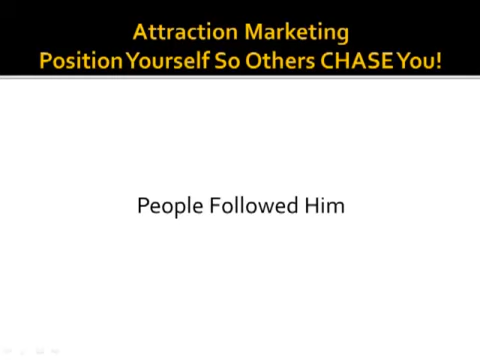 Attraction Marketing
Position Yourself So Others CHASE You!
People Followed Him